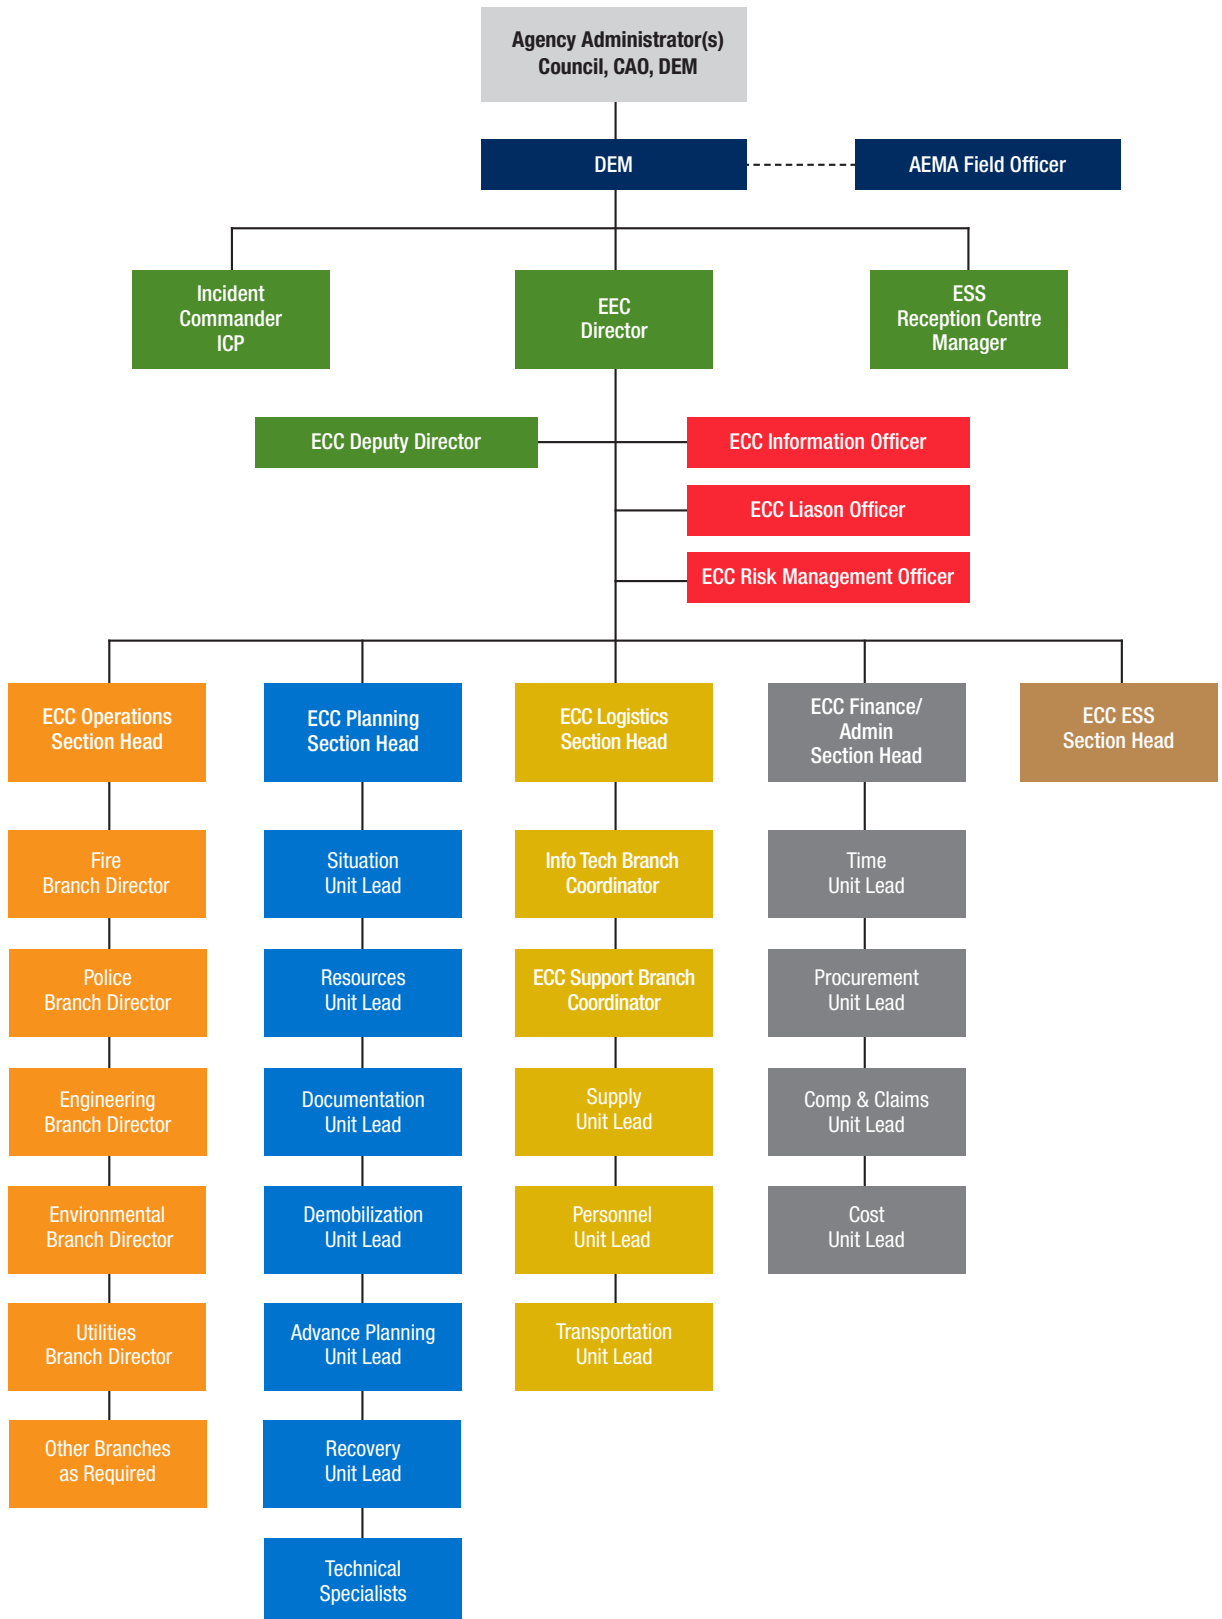 Agency Administrator(s)
Council, CAO, DEM
DEM
AEMA Field Officer
Incident
Commander
ICP
EEC
Director
ESS
Reception Centre
Manager
ECC Deputy Director
ECC Information Officer
ECC Liason Officer
ECC Risk Management Officer
ECC Operations
Section Head
ECC Planning
Section Head
ECC Logistics
Section Head
ECC Finance/
Admin
Section Head
ECC ESS
Section Head
Fire
Branch Director
Situation
Unit Lead
Info Tech Branch
Coordinator
Time
Unit Lead
Police
Branch Director
Resources
Unit Lead
ECC Support Branch
Coordinator
Procurement
Unit Lead
Engineering
Branch Director
Documentation
Unit Lead
Supply
Unit Lead
Comp & Claims
Unit Lead
Environmental
Branch Director
Demobilization
Unit Lead
Personnel
Unit Lead
Cost
Unit Lead
Utilities
Branch Director
Advance Planning
Unit Lead
Transportation
Unit Lead
Other Branches
as Required
Recovery
Unit Lead
Technical
Specialists